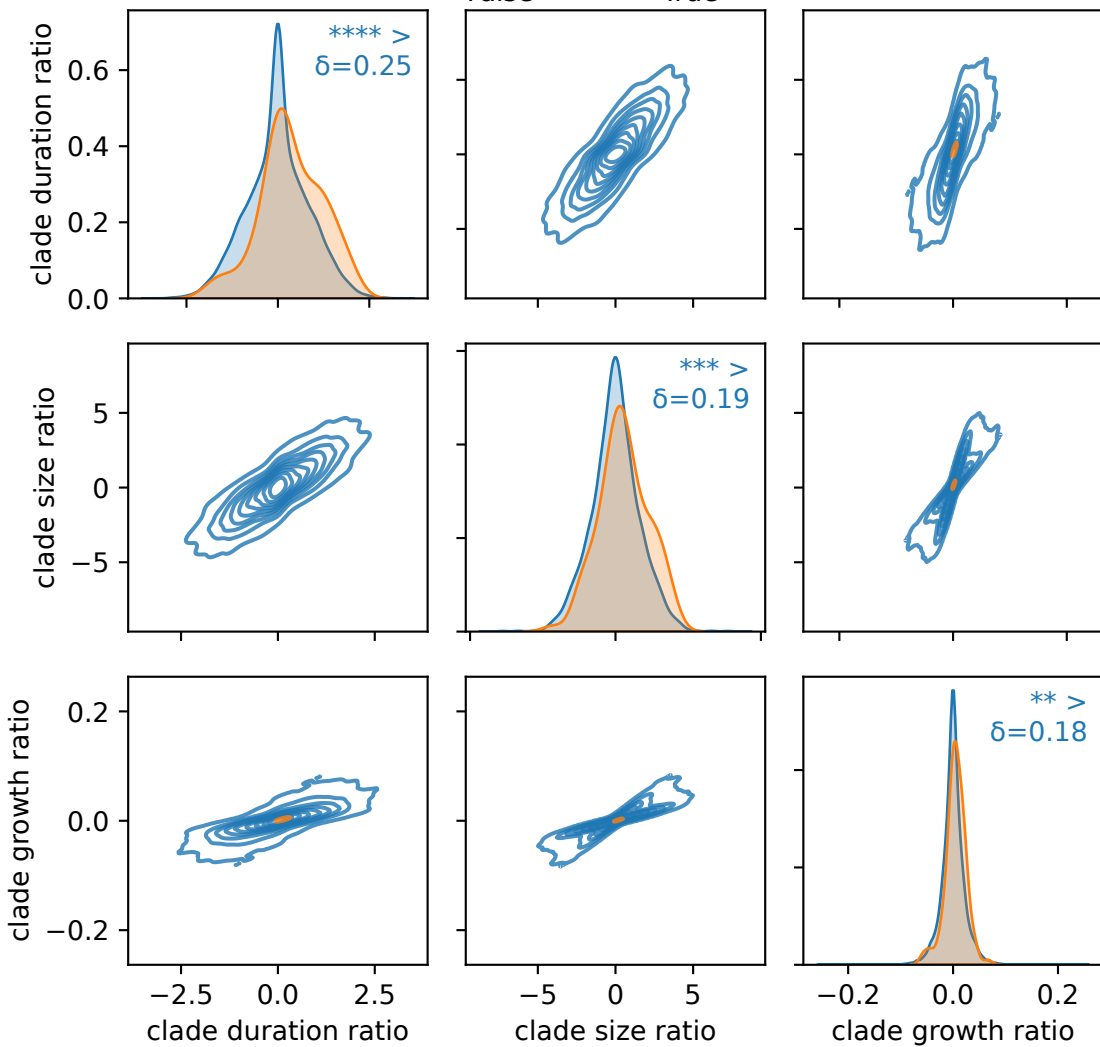 clade duration ratio
0.6
0.4
0.2
0.0
**** >
δ=0.25
clade size ratio
5
0
−5
*** >
δ=0.19
clade growth ratio
0.2
0.0
−0.2
** >
δ=0.18
−2.5 0.0 2.5
clade duration ratio
−5 0 5
clade size ratio
−0.2 0.0 0.2
clade growth ratio